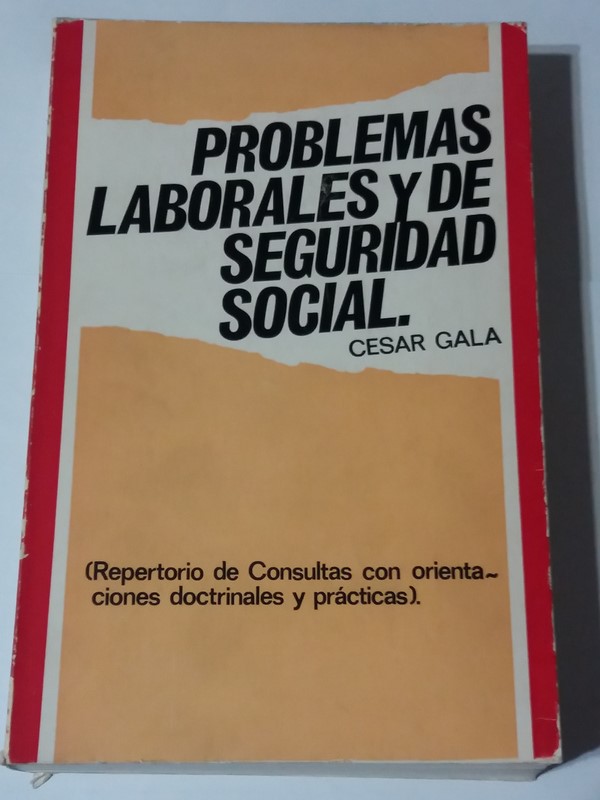 PROBLEMAS
LABORALES Y DE
SEGURIDAD
SOCIAL.
CESAR GALA
(Repertorio de Consultas con orienta~
ciones doctrinales y prácticas).